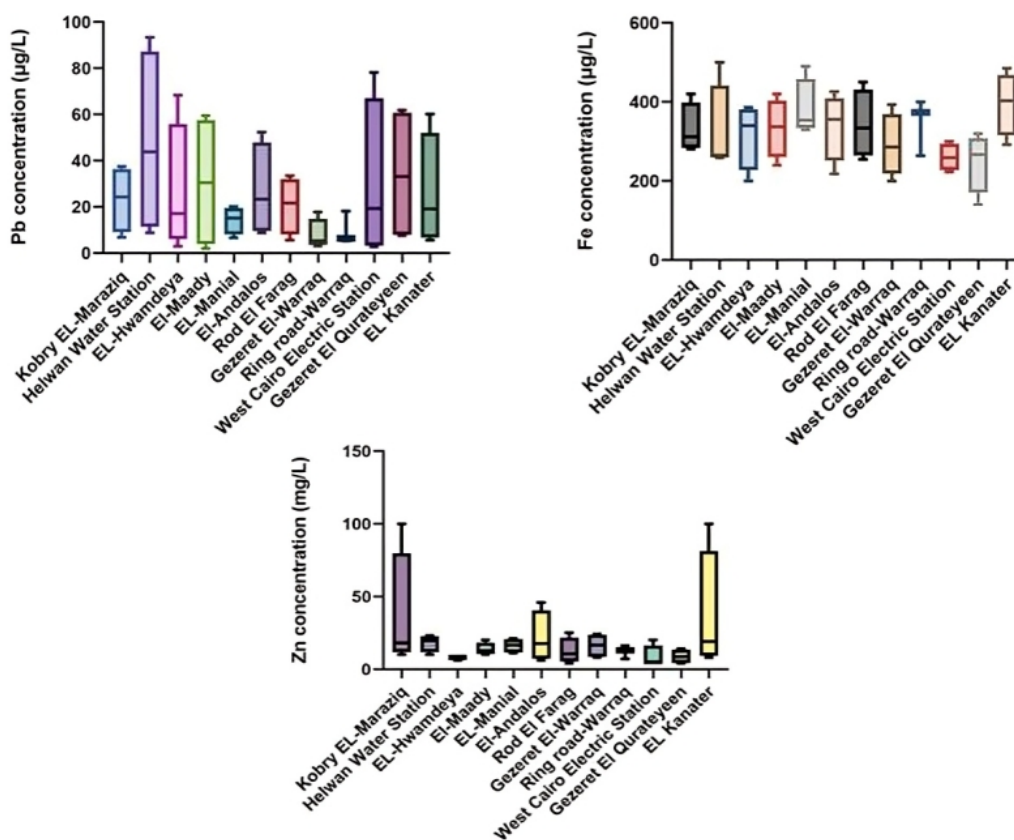 Pb concentration (µg/L)
100
80
60
40
20
0
Kobry EL-Maraziq
Helwan Water Station
EL-Hwamdeya
El-Maady
EL-Manial
El-Andalos
Rod El Farag
Gezeret El-Warraq
Ring road-Warraq
West Cairo Electric Station
Gezeret El Qurateyeen
EL Kanater
Fe concentration (µg/L)
600
400
200
0
Kobry EL-Maraziq
Helwan Water Station
EL-Hwamdeya
El-Maady
EL-Manial
El-Andalos
Rod El Farag
Gezeret El-Warraq
Ring road-Warraq
West Cairo Electric Station
Gezeret El Qurateyeen
EL Kanater
Zn concentration (mg/L)
150
100
50
0
Kobry EL-Maraziq
Helwan Water Station
EL-Hwamdeya
El-Maady
EL-Manial
El-Andalos
Rod El Farag
Gezeret El-Warraq
Ring road-Warraq
West Cairo Electric Station
Gezeret El Qurateyeen
EL Kanater